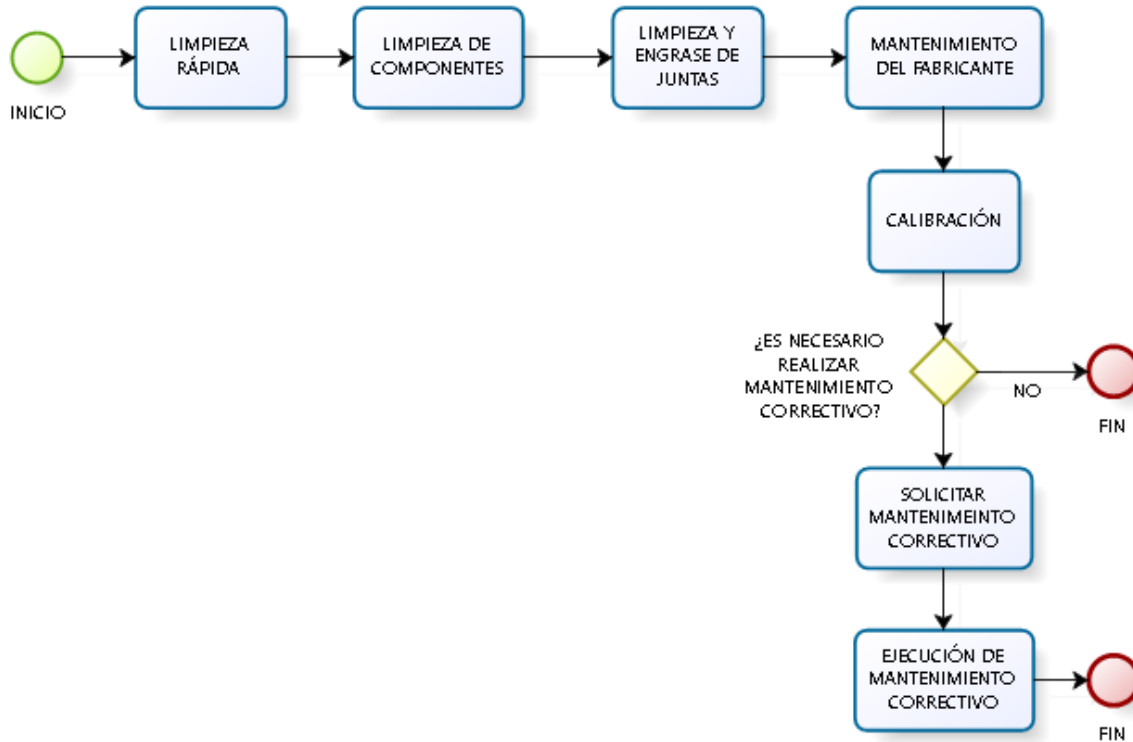 LIMPIEZA
RÁPIDA
LIMPIEZA DE
COMPONENTES
LIMPIEZA Y
ENGRASE DE
JUNTAS
MANTENIMIENTO
DEL FABRICANTE
INICIO
CALIBRACIÓN
¿ES NECESARIO
REALIZAR
MANTENIMIENTO
CORRECTIVO?
NO
FIN
SOLICITAR
MANTENIMEINTO
CORRECTIVO
EJECUCIÓN DE
MANTENIMIENTO
CORRECTIVO
FIN